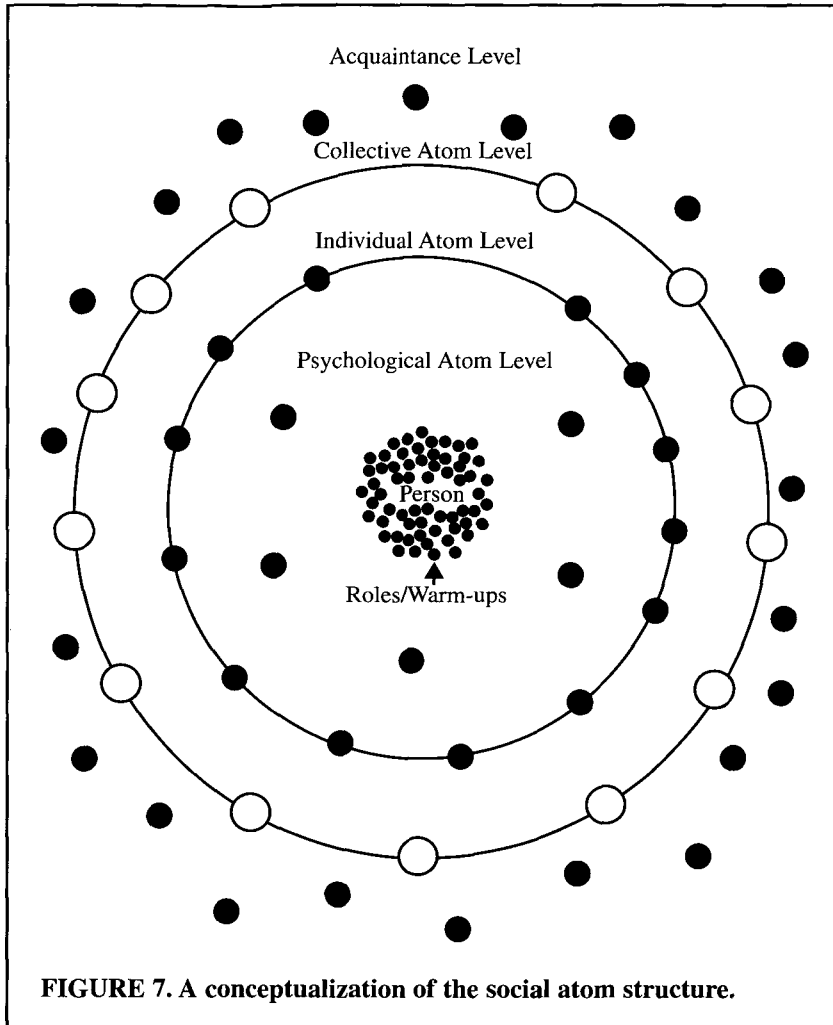 Acquaintance Level
Collective Atom Level
Individual Atom Level
Psychological Atom Level
Person
Roles/Warm-ups
FIGURE 7. A conceptualization of the social atom structure.